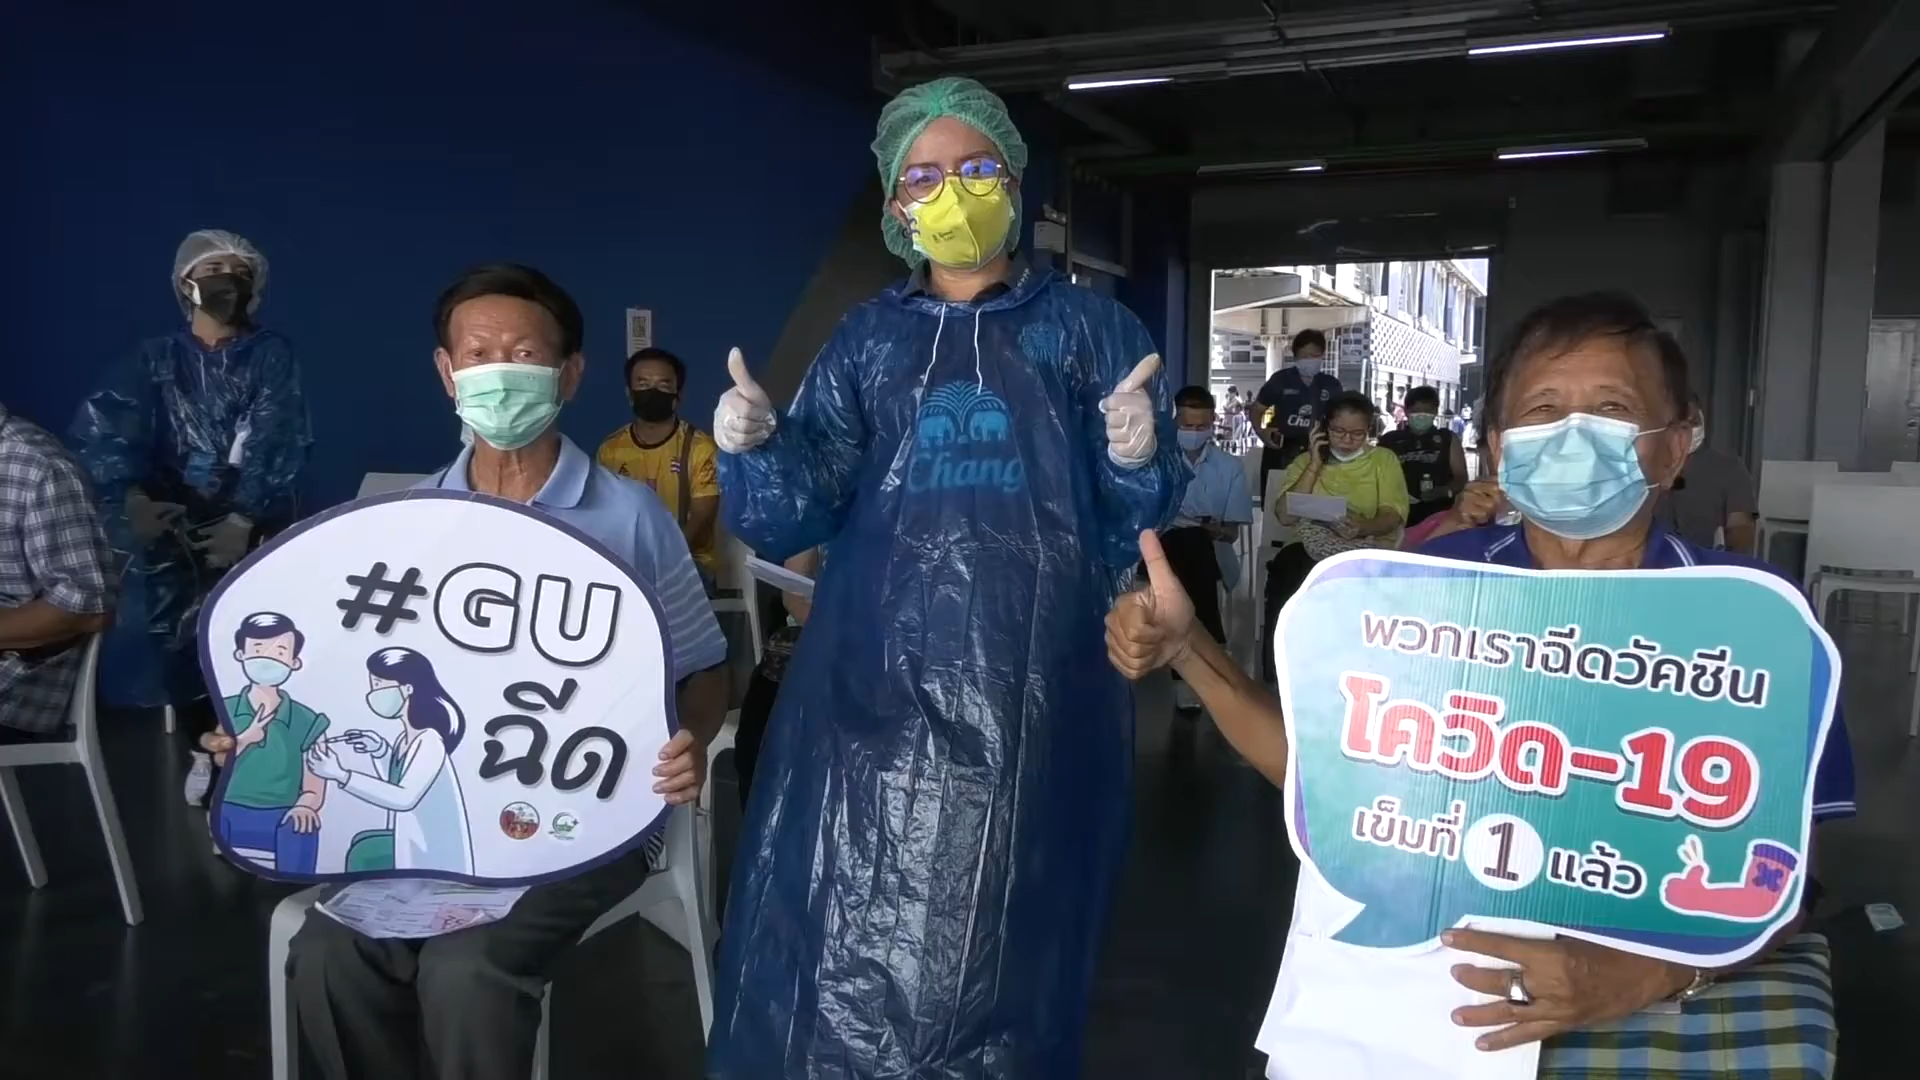 #GU
ฉีด
Chang
พวกเราฉีดวัคซีน
โควิด-19
เข็มที่ 1 แล้ว